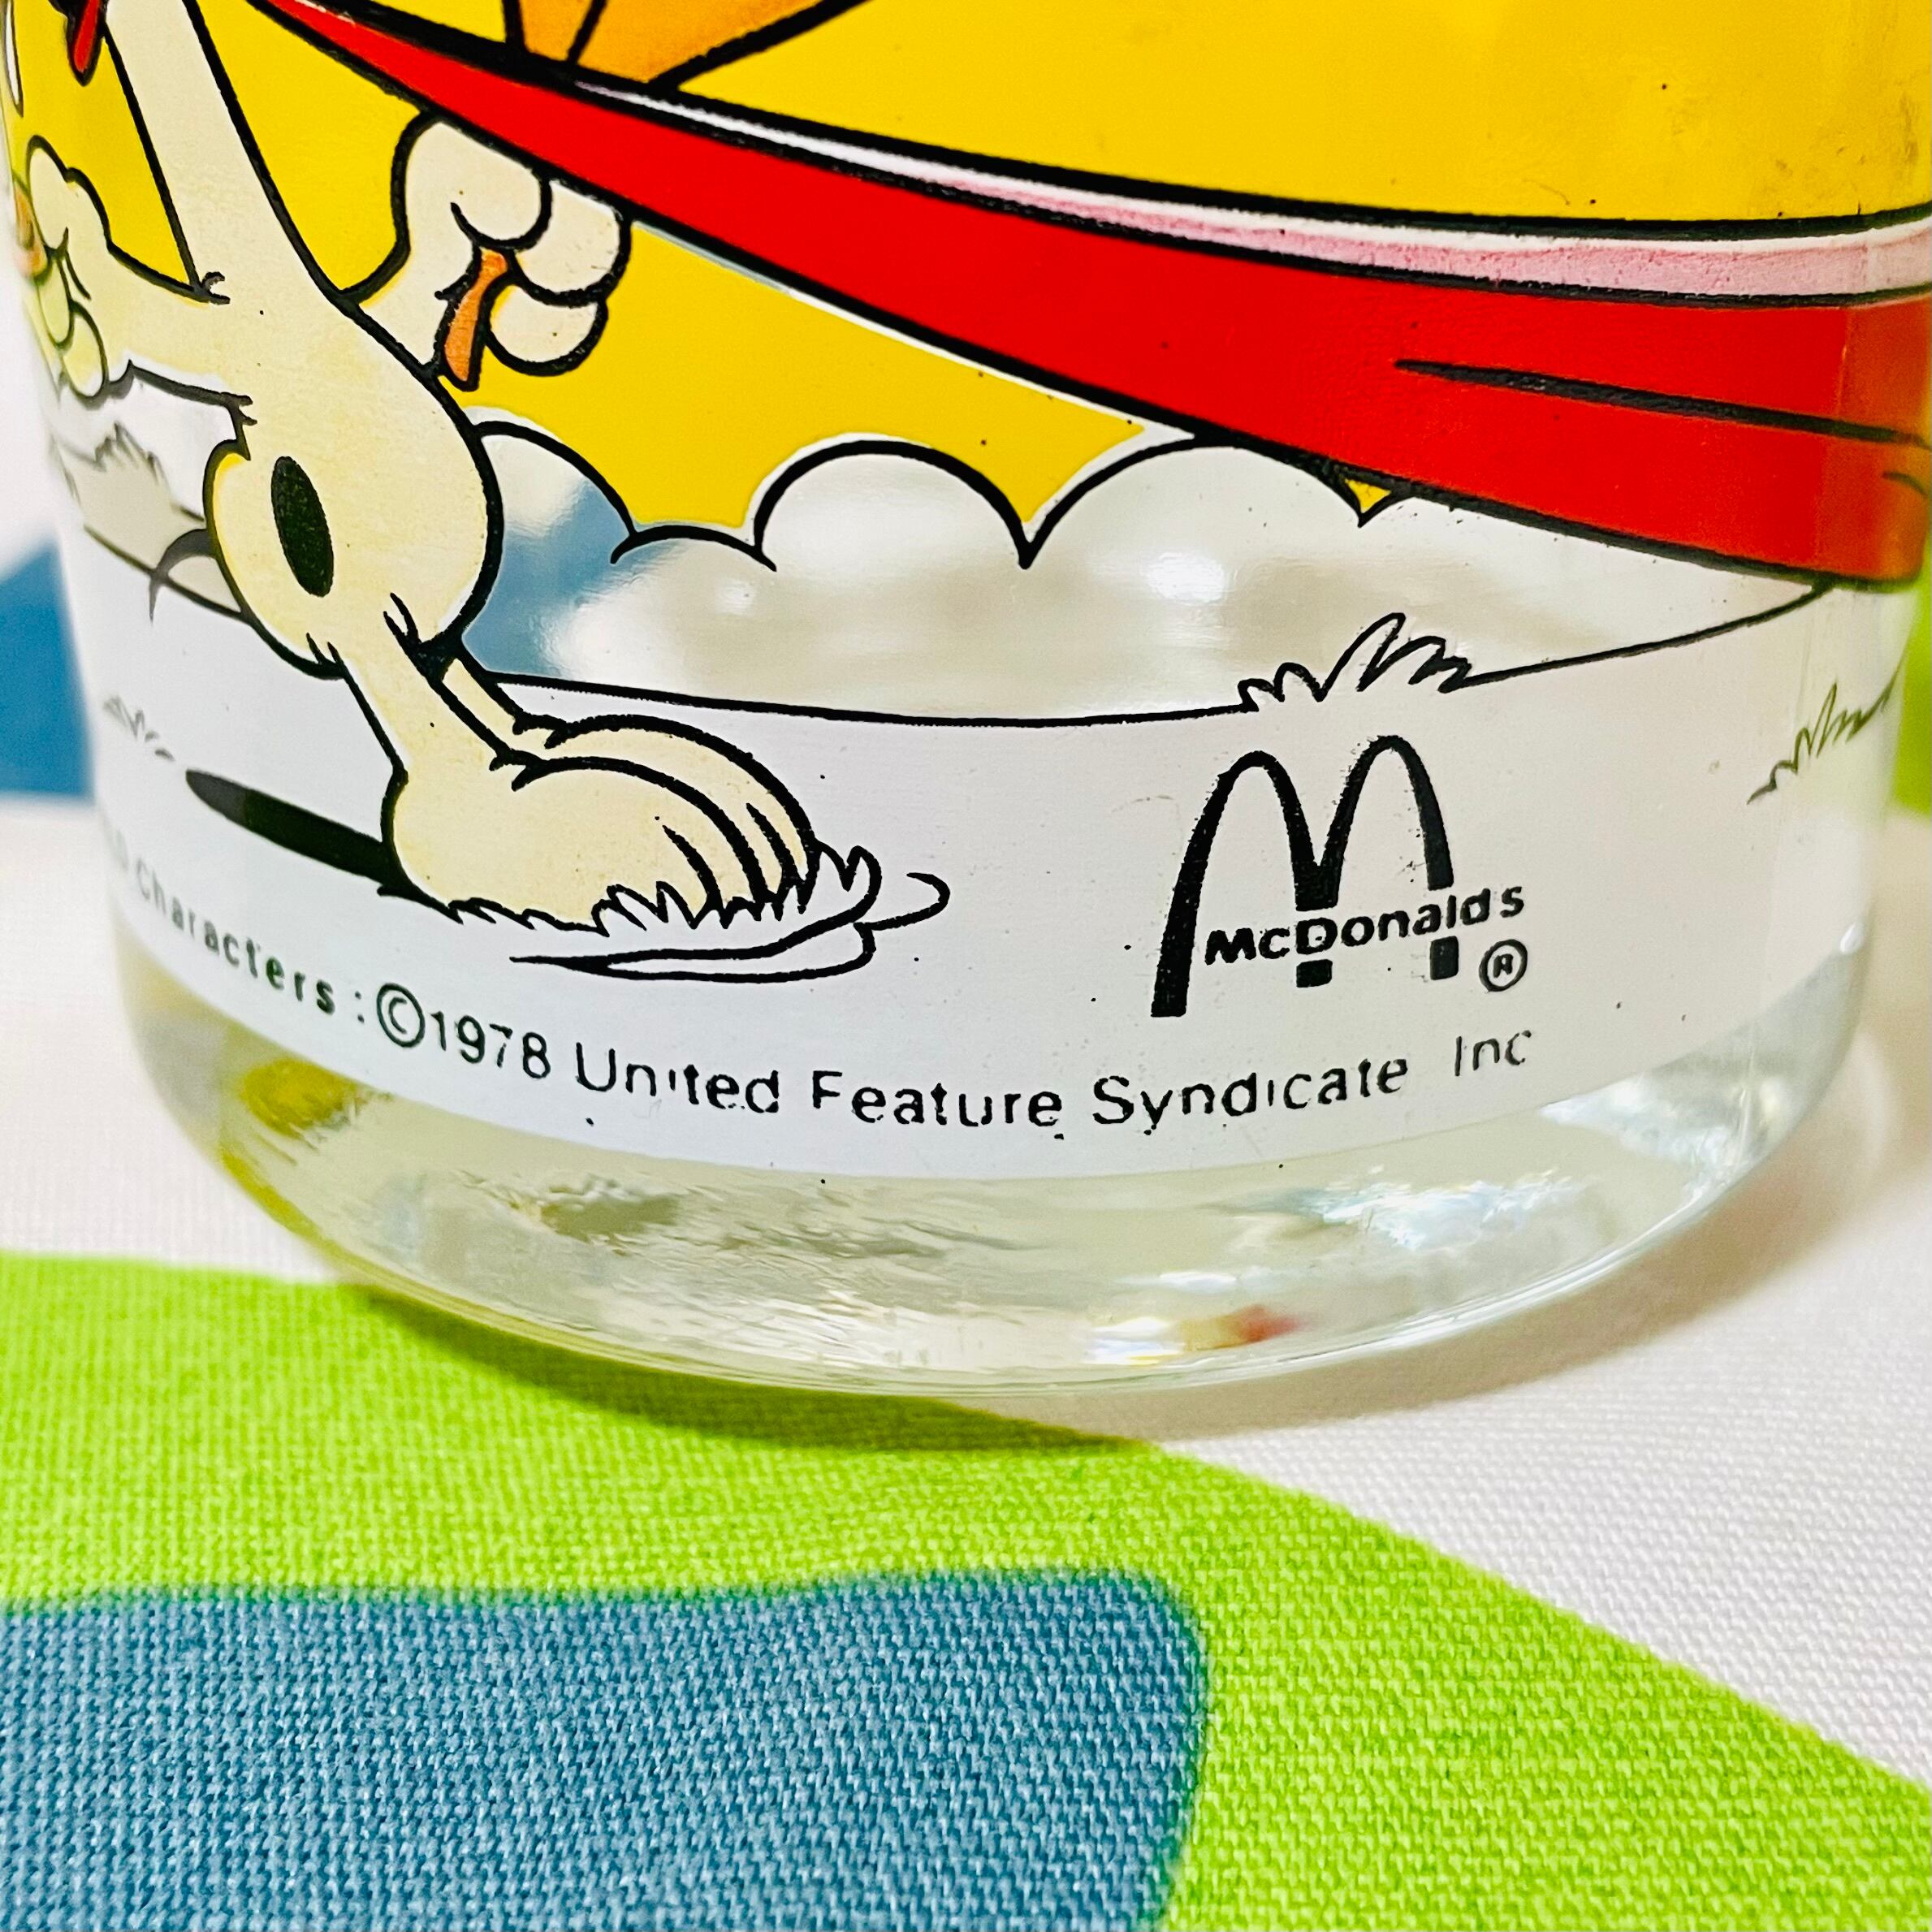 McDonald's
®
Characters: ©1978 United Feature Syndicate Inc